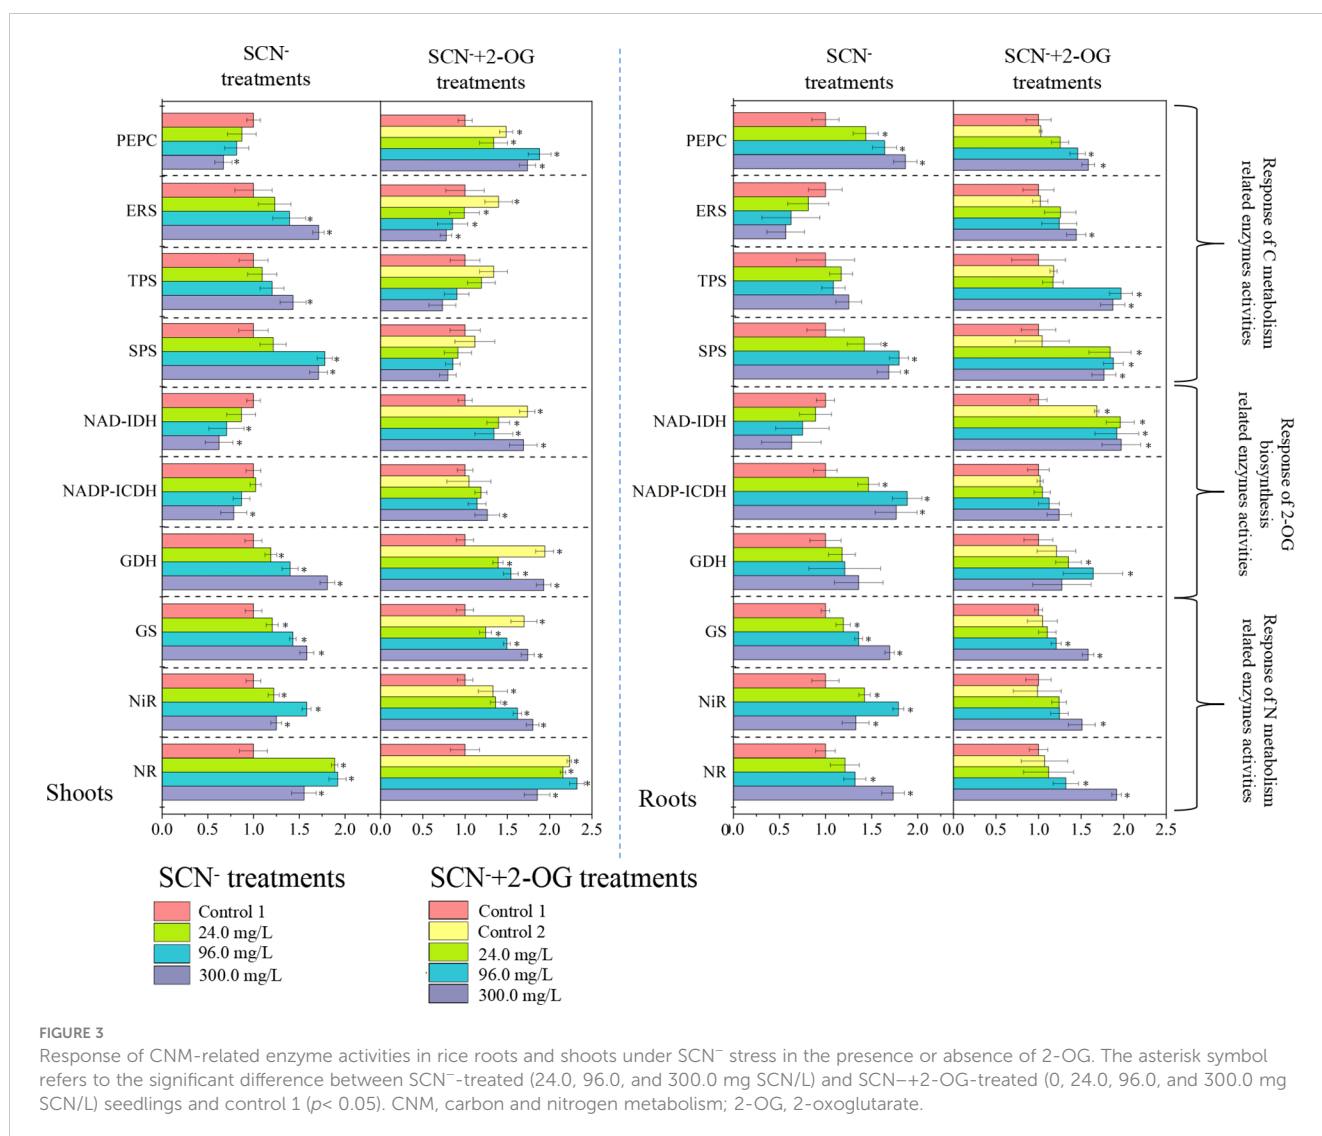 SCN-
treatments
SCN-+2-OG
treatments
SCN-
treatments
SCN-+2-OG
treatments
PEPC
*
*
*
*
*
ERS
*
*
*
*
*
*
TPS
*
SPS
*
*
NAD-IDH
*
*
*
*
*
*
NADP-ICDH
*
*
GDH
*
*
*
*
*
*
*
GS
*
*
*
*
*
*
NiR
*
*
*
*
*
*
NR
*
*
*
*
*
*
*
Shoots
0.0 0.5 1.0 1.5 2.0 0.0 0.5 1.0 1.5 2.0 2.5
PEPC
*
*
*
*
*
ERS
*
TPS
*
*
SPS
*
*
*
*
*
*
NAD-IDH
*
*
*
*
NADP-ICDH
*
*
*
GDH
*
*
GS
*
*
*
*
*
NiR
*
*
*
*
NR
*
*
*
*
Roots
0.0 0.5 1.0 1.5 2.0 0.0 0.5 1.0 1.5 2.0 2.5
Response of C metabolism
related enzymes activities
Response of 2-OG
biosynthesis
related enzymes activities
Response of N metabolism
related enzymes activities
SCN- treatments
Control 1
24.0 mg/L
96.0 mg/L
300.0 mg/L
SCN-+2-OG treatments
Control 1
Control 2
24.0 mg/L
96.0 mg/L
300.0 mg/L
FIGURE 3
Response of CNM-related enzyme activities in rice roots and shoots under SCN− stress in the presence or absence of 2-OG. The asterisk symbol
refers to the significant difference between SCN−-treated (24.0, 96.0, and 300.0 mg SCN/L) and SCN−+2-OG-treated (0, 24.0, 96.0, and 300.0 mg
SCN/L) seedlings and control 1 (p< 0.05). CNM, carbon and nitrogen metabolism; 2-OG, 2-oxoglutarate.